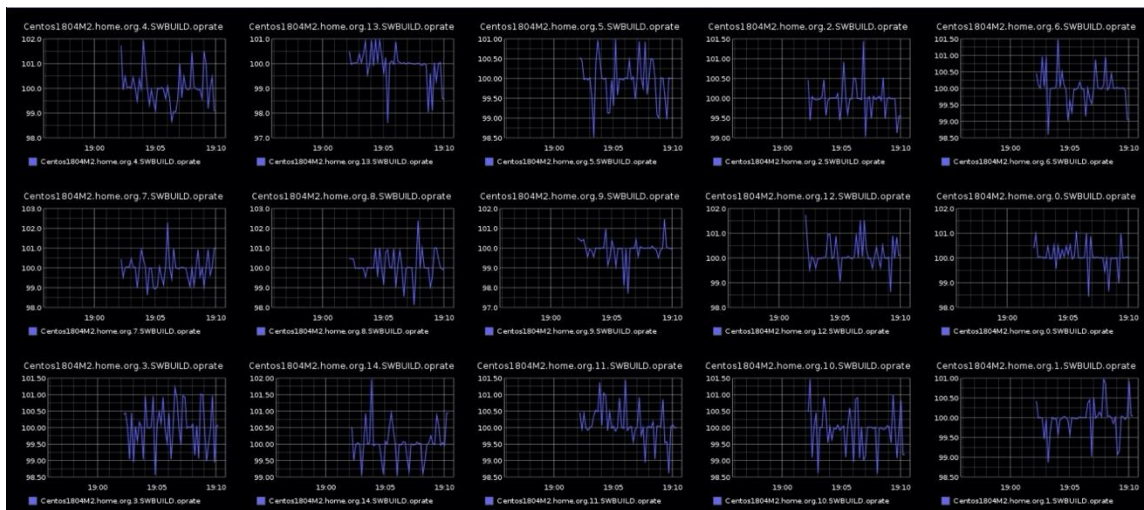 Centos1804M2.home.org.4.SWBUILD.oprate
102.0
101.0
100.0
99.0
98.0
19:00 19:05 19:10
Centos1804M2.home.org.4.SWBUILD.oprate
Centos1804M2.home.org.13.SWBUILD.oprate
101.0
100.0
99.0
98.0
97.0
19:00 19:05 19:10
Centos1804M2.home.org.13.SWBUILD.oprate
Centos1804M2.home.org.5.SWBUILD.oprate
101.00
100.50
100.00
99.50
99.00
98.50
19:00 19:05 19:10
Centos1804M2.home.org.5.SWBUILD.oprate
Centos1804M2.home.org.2.SWBUILD.oprate
101.50
101.00
100.50
100.00
99.50
99.00
19:00 19:05 19:10
Centos1804M2.home.org.2.SWBUILD.oprate
Centos1804M2.home.org.6.SWBUILD.oprate
101.50
101.00
100.50
100.00
99.50
99.00
98.50
19:00 19:05 19:10
Centos1804M2.home.org.6.SWBUILD.oprate
Centos1804M2.home.org.7.SWBUILD.oprate
103.0
102.0
101.0
100.0
99.0
98.0
19:00 19:05 19:10
Centos1804M2.home.org.7.SWBUILD.oprate
Centos1804M2.home.org.8.SWBUILD.oprate
103.0
102.0
101.0
100.0
99.0
98.0
19:00 19:05 19:10
Centos1804M2.home.org.8.SWBUILD.oprate
Centos1804M2.home.org.9.SWBUILD.oprate
102.0
101.0
100.0
99.0
98.0
97.0
19:00 19:05 19:10
Centos1804M2.home.org.9.SWBUILD.oprate
Centos1804M2.home.org.12.SWBUILD.oprate
102.0
101.0
100.0
99.0
98.0
19:00 19:05 19:10
Centos1804M2.home.org.12.SWBUILD.oprate
Centos1804M2.home.org.0.SWBUILD.oprate
102.0
101.0
100.0
99.0
98.0
19:00 19:05 19:10
Centos1804M2.home.org.0.SWBUILD.oprate
Centos1804M2.home.org.3.SWBUILD.oprate
101.50
101.00
100.50
100.00
99.50
99.00
98.50
19:00 19:05 19:10
Centos1804M2.home.org.3.SWBUILD.oprate
Centos1804M2.home.org.14.SWBUILD.oprate
102.00
101.50
101.00
100.50
100.00
99.50
99.00
98.50
19:00 19:05 19:10
Centos1804M2.home.org.14.SWBUILD.oprate
Centos1804M2.home.org.11.SWBUILD.oprate
101.50
101.00
100.50
100.00
99.50
99.00
98.50
19:00 19:05 19:10
Centos1804M2.home.org.11.SWBUILD.oprate
Centos1804M2.home.org.10.SWBUILD.oprate
101.50
101.00
100.50
100.00
99.50
99.00
98.50
19:00 19:05 19:10
Centos1804M2.home.org.10.SWBUILD.oprate
Centos1804M2.home.org.1.SWBUILD.oprate
101.00
100.50
100.00
99.50
99.00
98.50
19:00 19:05 19:10
Centos1804M2.home.org.1.SWBUILD.oprate